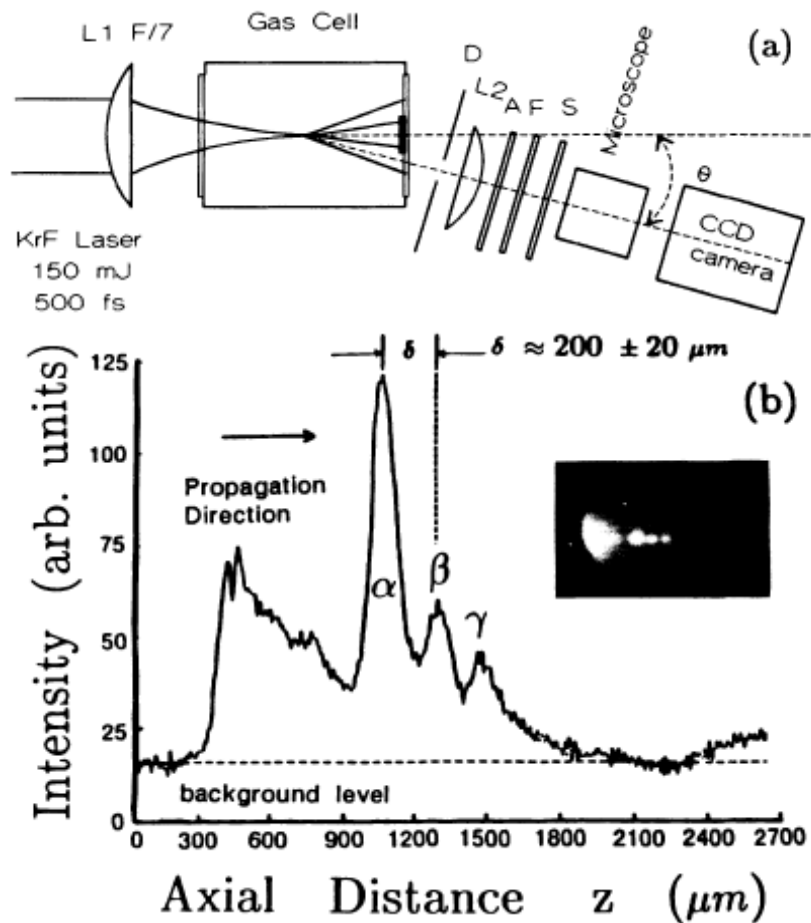 L1 F/7
Gas Cell
(a)
D
L2
A
F
S
Microscope
θ
CCD
camera
KrF Laser
150 mJ
500 fs
δ
δ ≈ 200 ± 20 μm
(b)
Intensity (arb. units)
125
100
75
50
25
0
Propagation
Direction
α
β
γ
background level
0 300 600 900 1200 1500 1800 2100 2400 2700
Axial Distance z (μm)